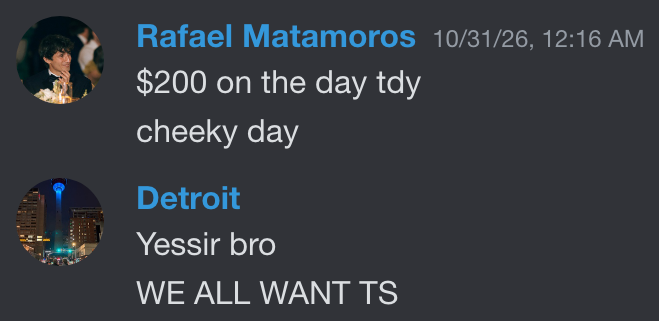 Rafael Matamoros 10/31/26, 12:16 AM
$200 on the day tdy
cheeky day
Detroit
Yessir bro
WE ALL WANT TS